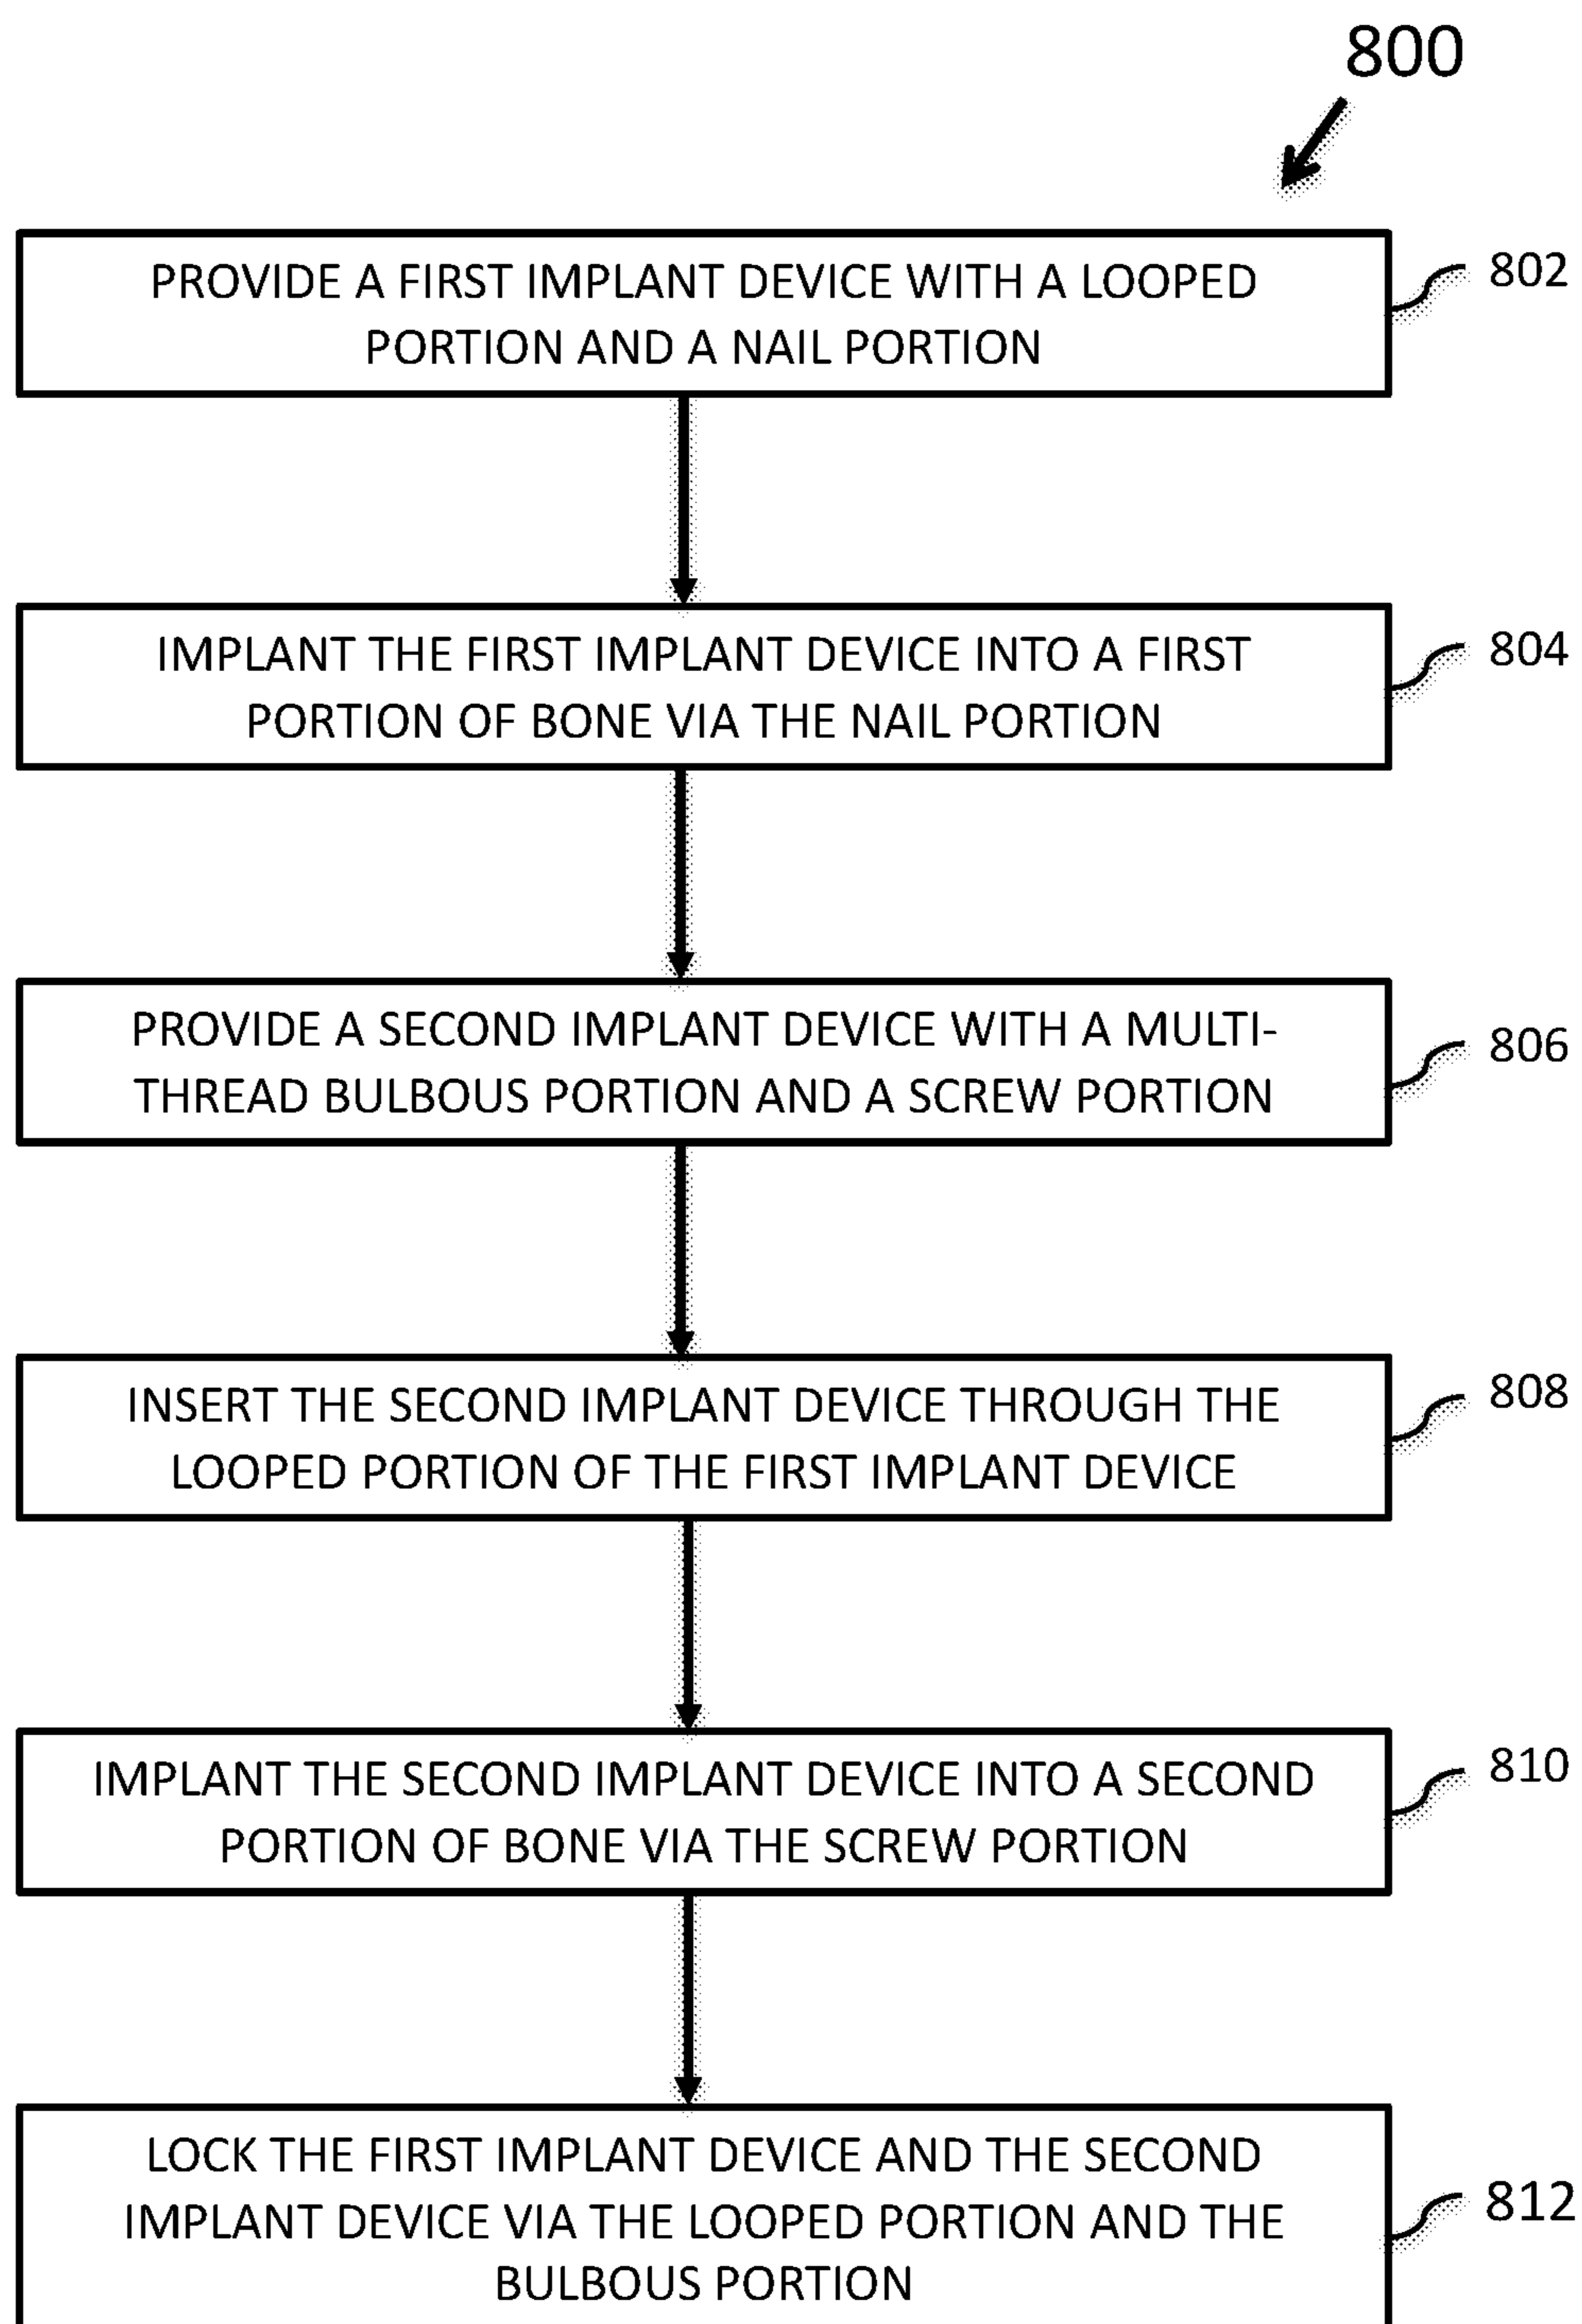 800
PROVIDE A FIRST IMPLANT DEVICE WITH A LOOPED
PORTION AND A NAIL PORTION
802
IMPLANT THE FIRST IMPLANT DEVICE INTO A FIRST
PORTION OF BONE VIA THE NAIL PORTION
804
PROVIDE A SECOND IMPLANT DEVICE WITH A MULTI-
THREAD BULBOUS PORTION AND A SCREW PORTION
806
INSERT THE SECOND IMPLANT DEVICE THROUGH THE
LOOPED PORTION OF THE FIRST IMPLANT DEVICE
808
IMPLANT THE SECOND IMPLANT DEVICE INTO A SECOND
PORTION OF BONE VIA THE SCREW PORTION
810
LOCK THE FIRST IMPLANT DEVICE AND THE SECOND
IMPLANT DEVICE VIA THE LOOPED PORTION AND THE
BULBOUS PORTION
812